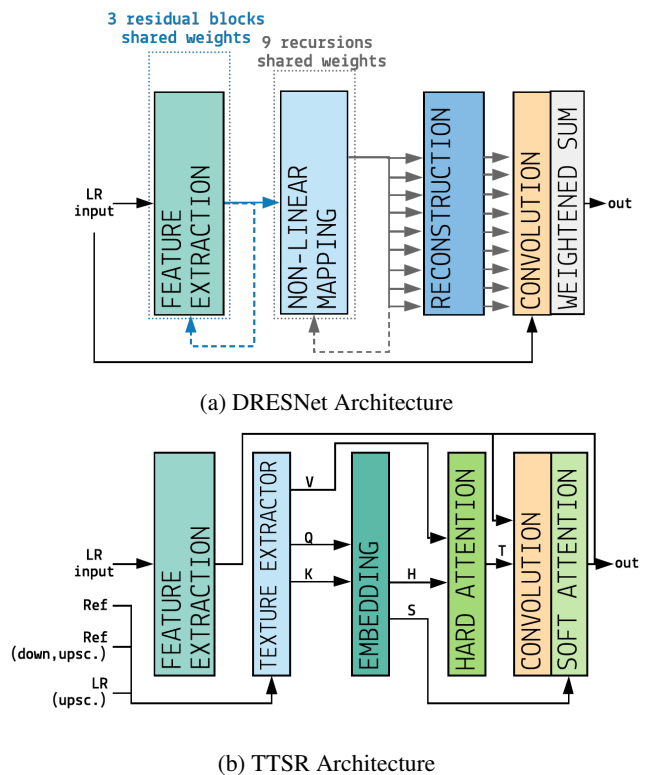 3 residual blocks
shared weights
9 recursions
shared weights
LR
input
FEATURE
EXTRACTION
NON-LINEAR
MAPPING
RECONSTRUCTION
CONVOLUTION
WEIGHTENED SUM
out
(a) DRESNet Architecture
LR
input
Ref
Ref
(down,upsc.)
LR
(upsc.)
FEATURE
EXTRACTION
TEXTURE EXTRACTOR
V
Q
K
EMBEDDING
H
S
HARD ATTENTION
T
CONVOLUTION
SOFT ATTENTION
out
(b) TTSR Architecture